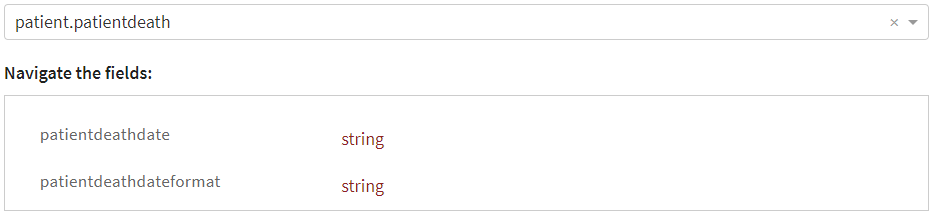 patient.patientdeath ×
Navigate the fields:
patientdeathdate string
patientdeathdateformat string